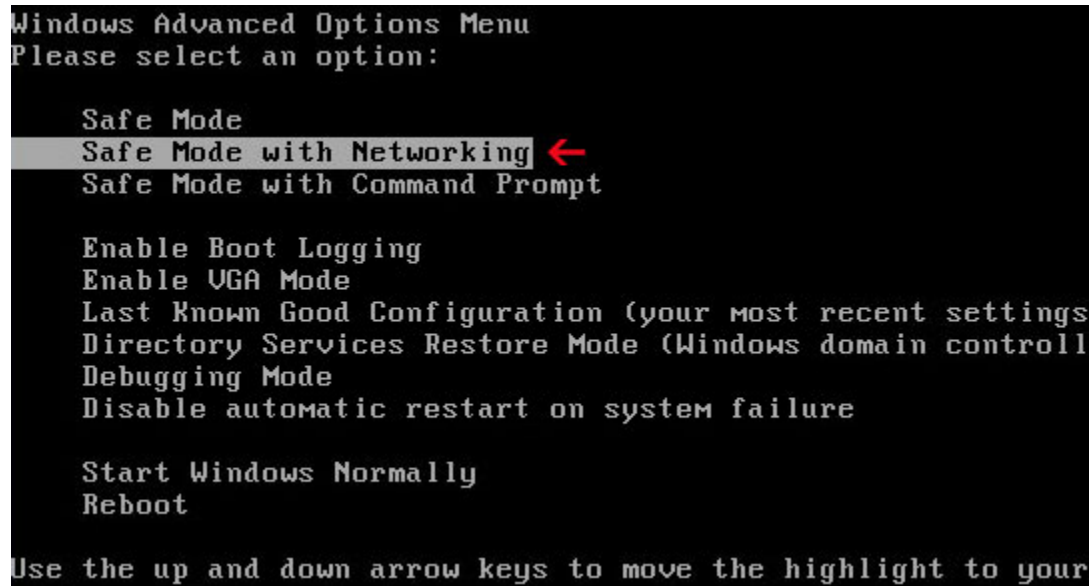 Windows Advanced Options Menu
Please select an option:
Safe Mode
Safe Mode with Networking
Safe Mode with Command Prompt
Enable Boot Logging
Enable VGA Mode
Last Known Good Configuration (your most recent settings
Directory Services Restore Mode (Windows domain controll
Debugging Mode
Disable automatic restart on system failure
Start Windows Normally
Reboot
Use the up and down arrow keys to move the highlight to your